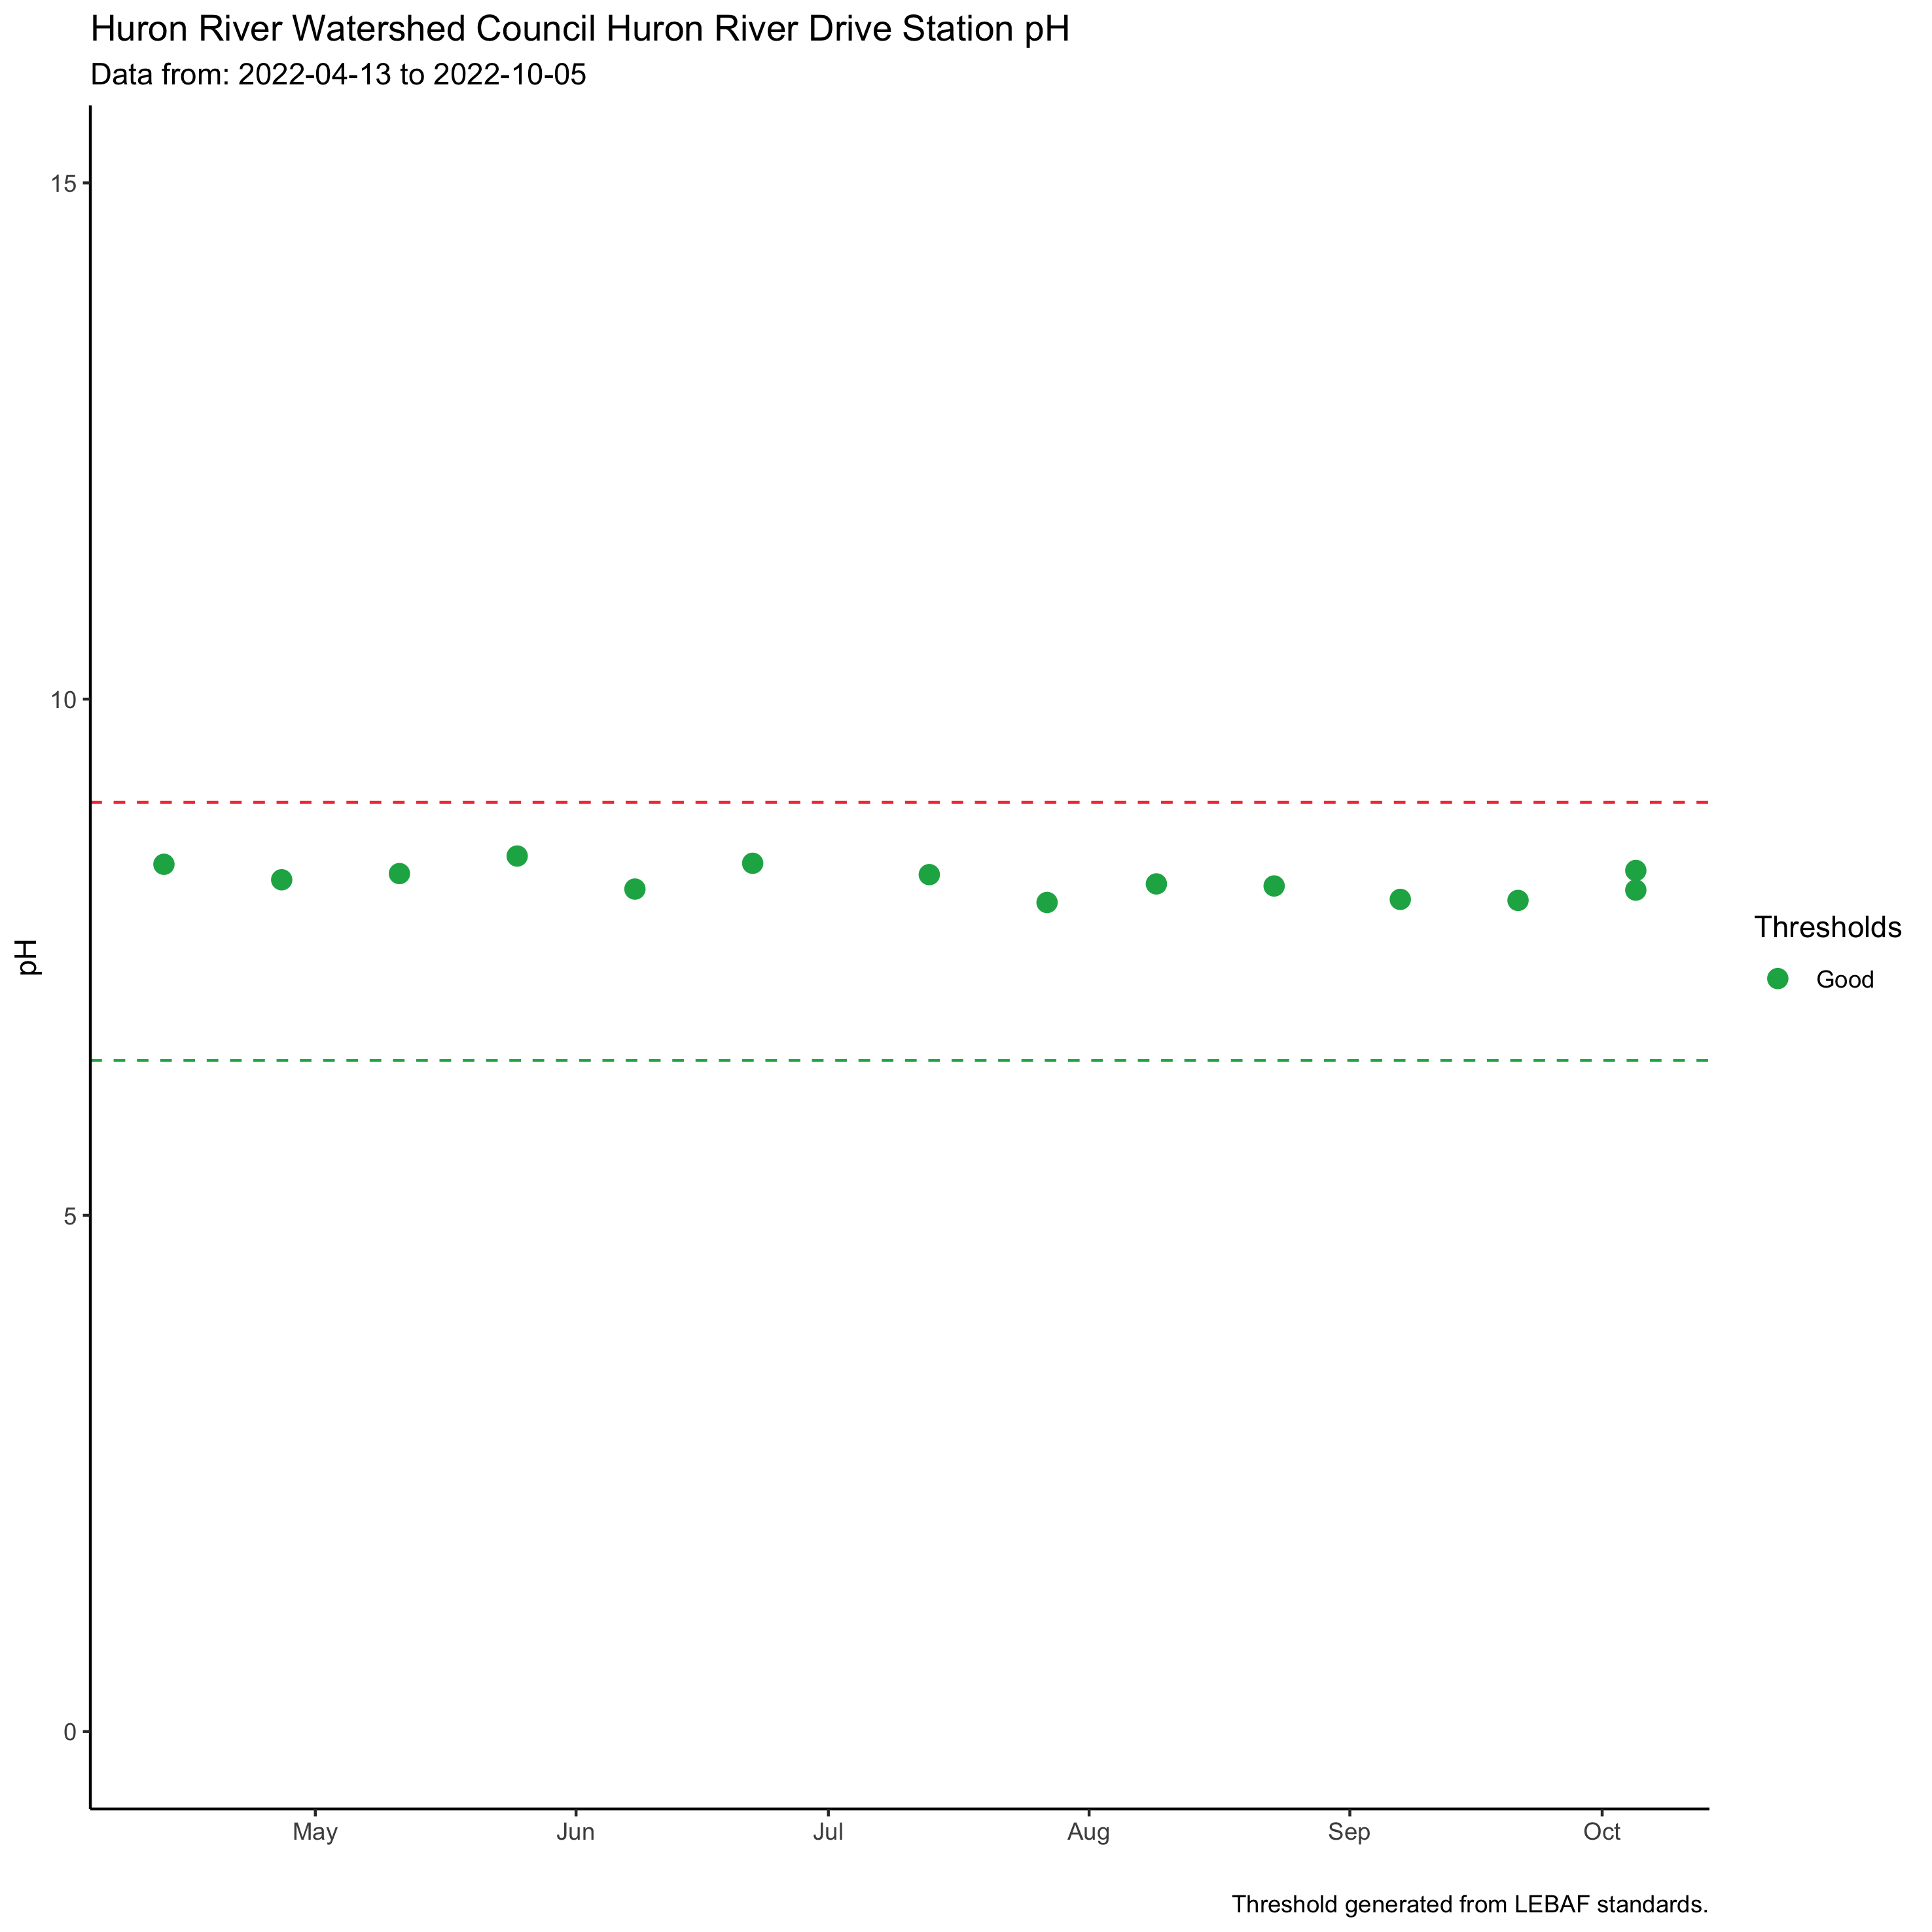 Huron River Watershed Council Huron River Drive Station pH
Data from: 2022-04-13 to 2022-10-05
15
10
5
0
pH
May Jun Jul Aug Sep Oct
Thresholds
Good
Threshold generated from LEBAF standards.